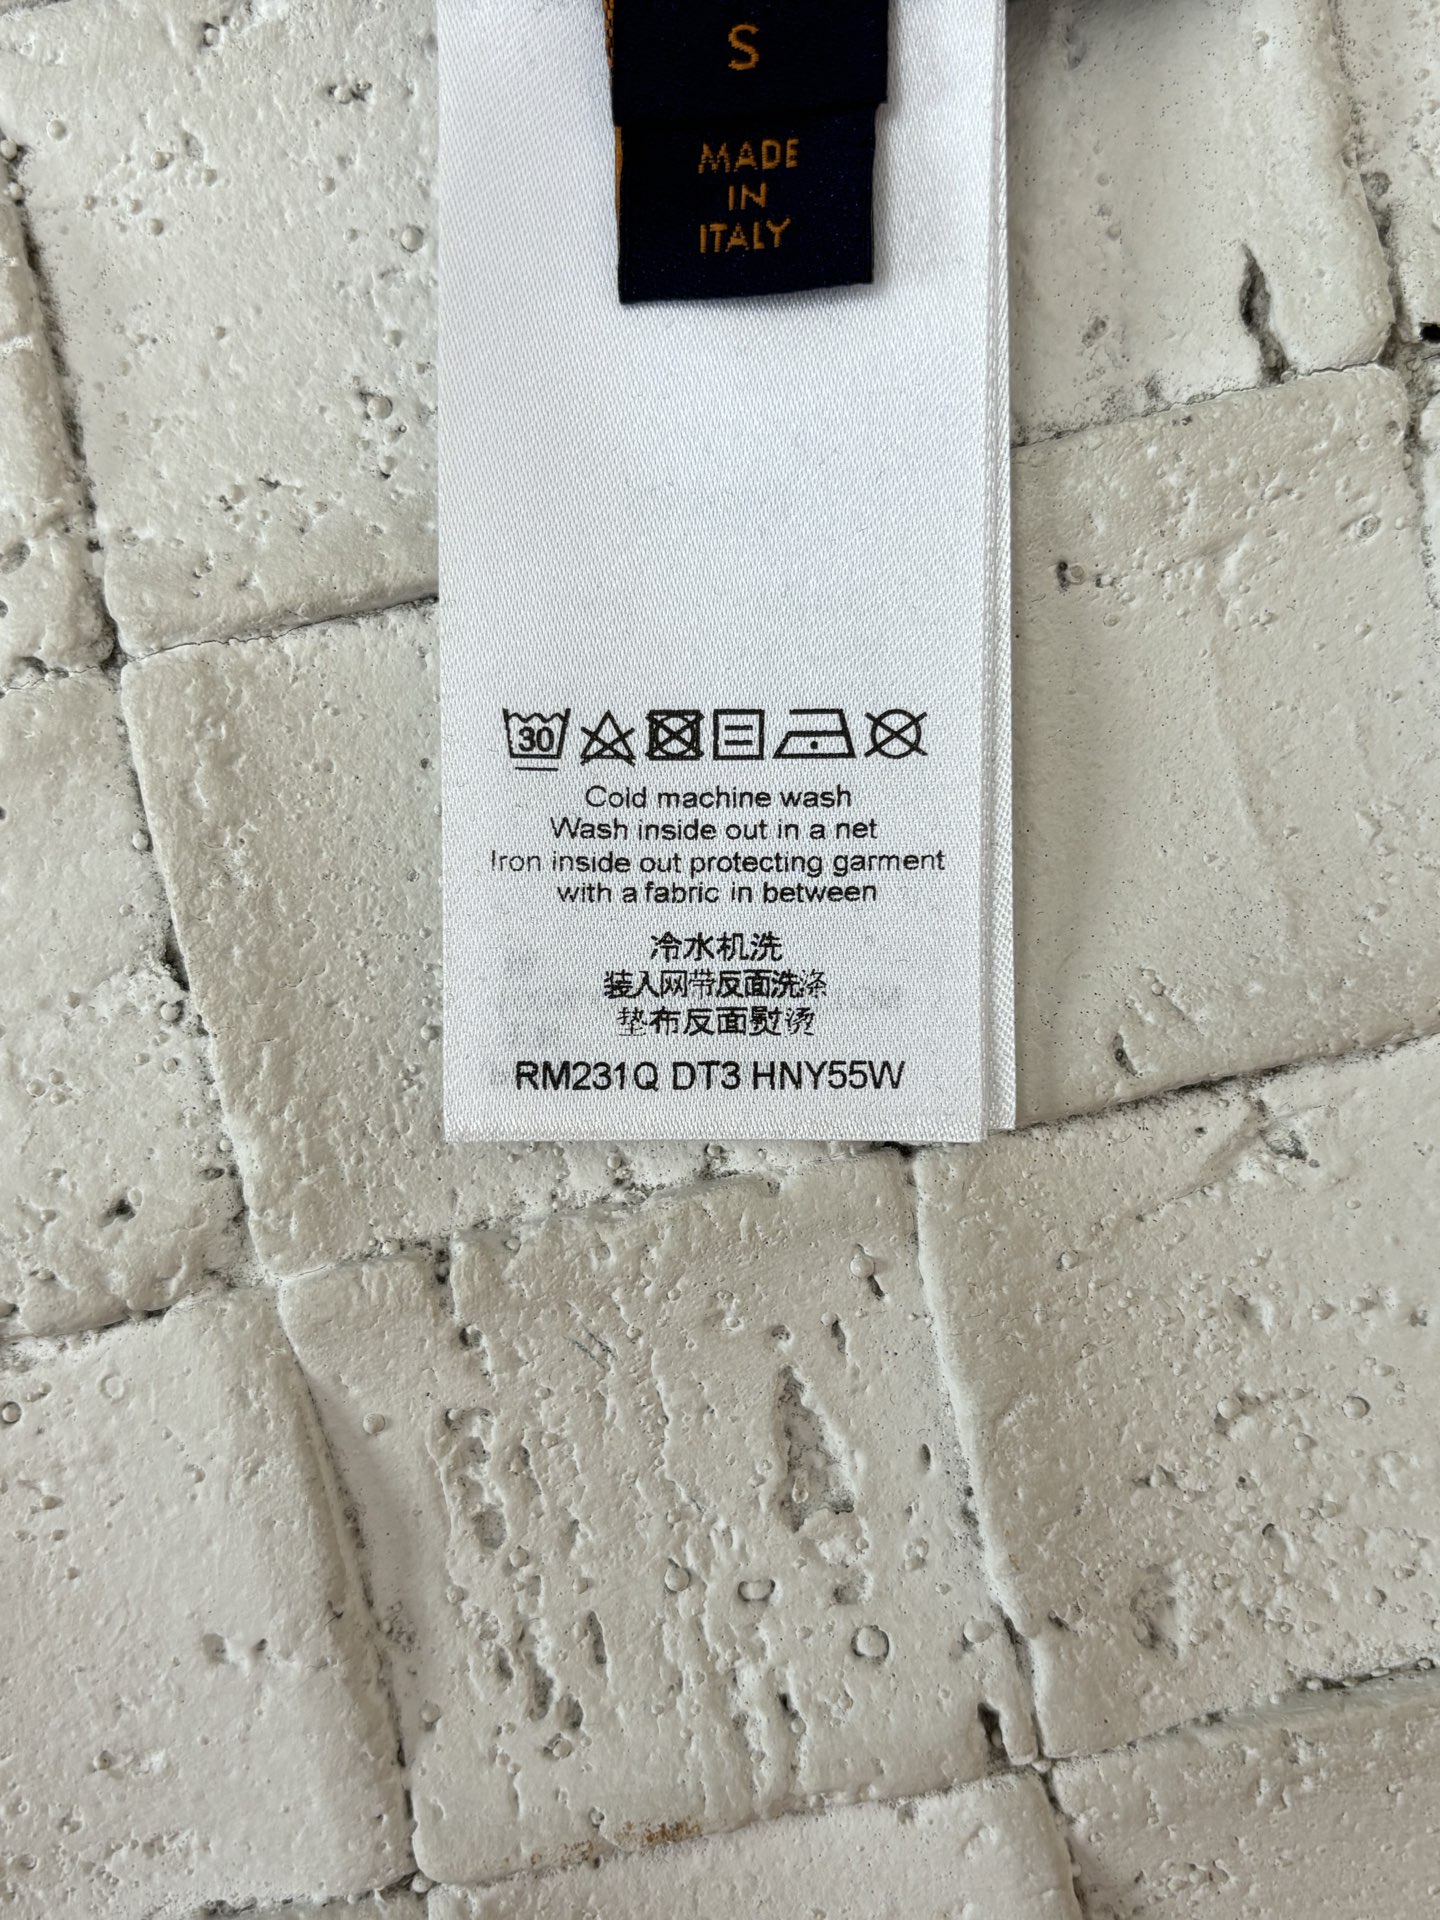 S
MADE
IN
ITALY
30
Cold machine wash
Wash inside out in a net
Iron inside out protecting garment
with a fabric in between
冷水机洗
装入网带反面洗涤
垫布反面熨烫
RM231Q DT3 HNY55W